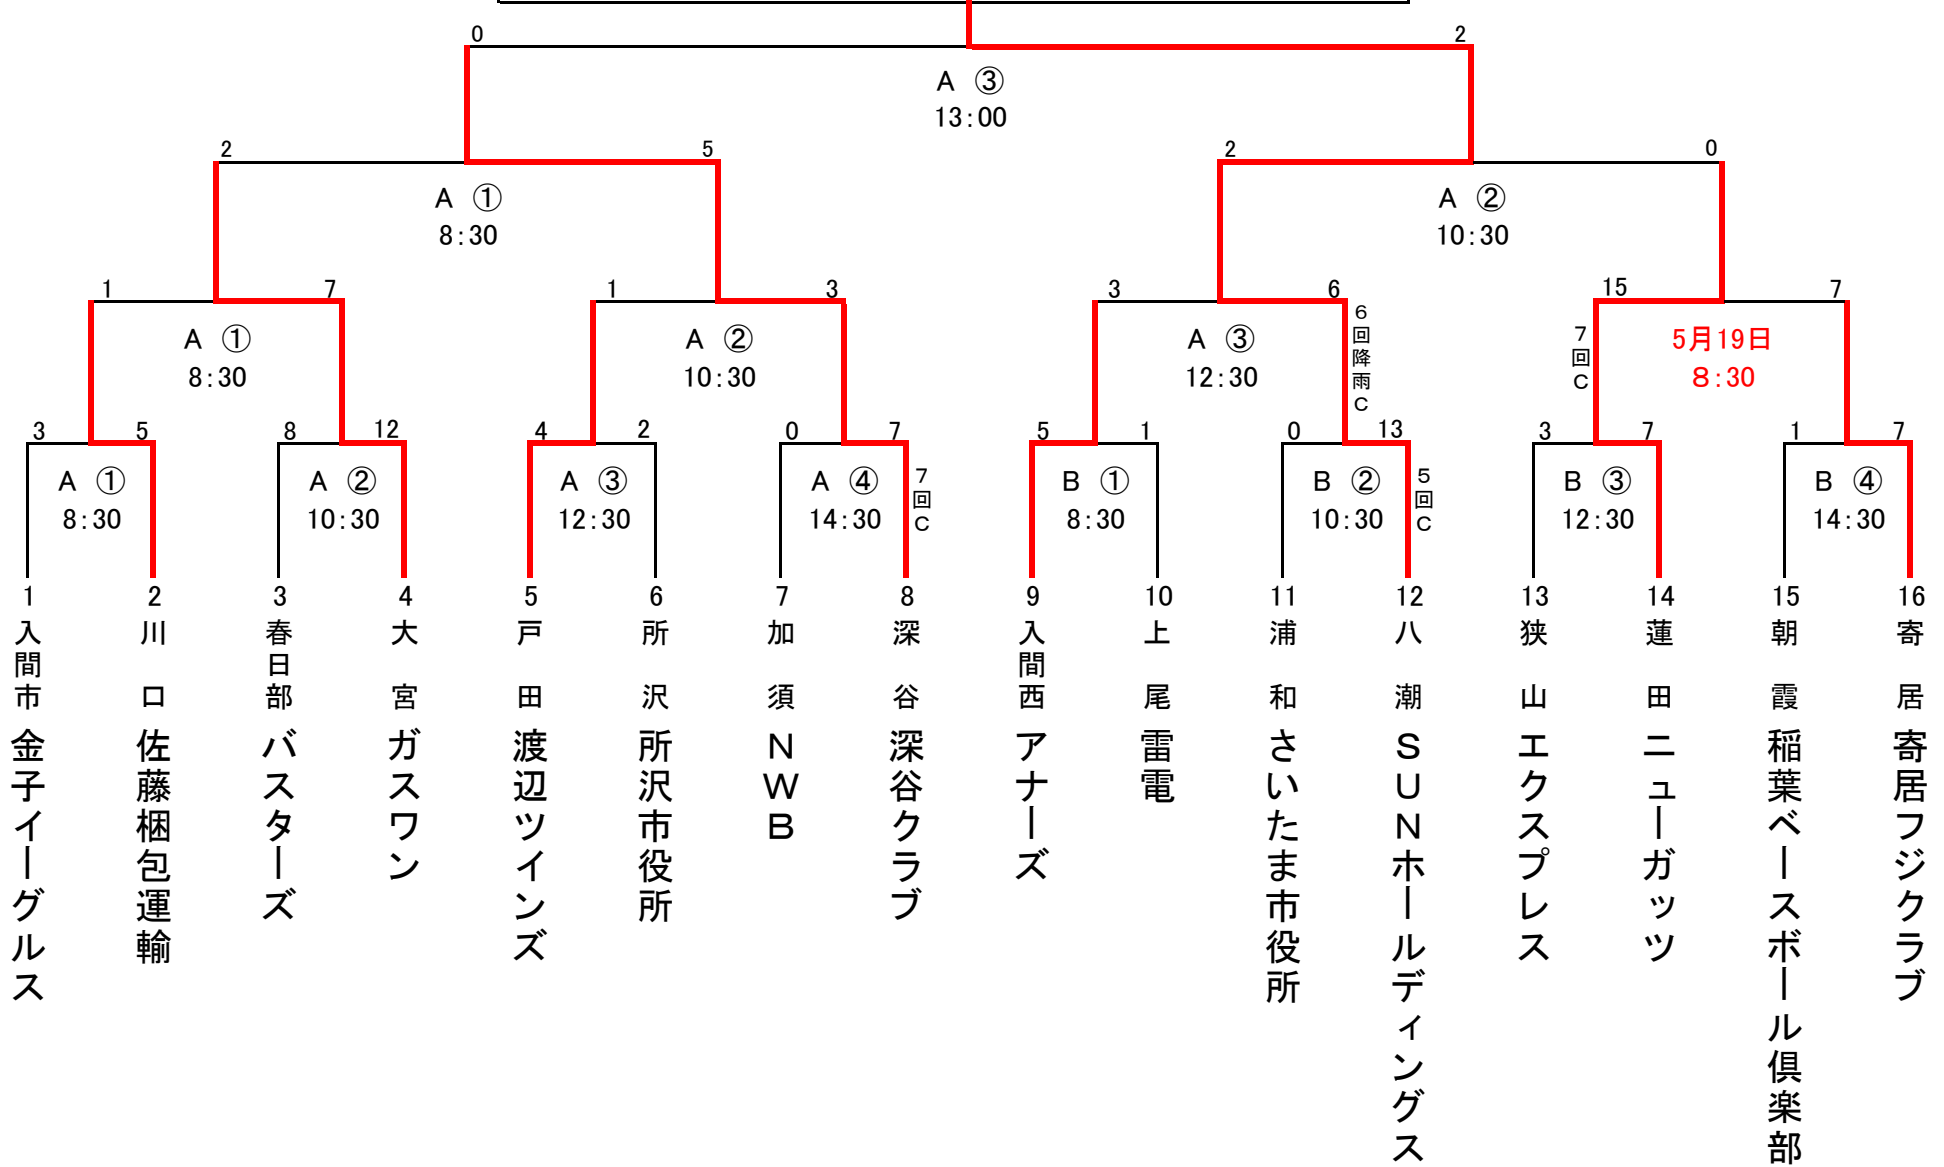 0 2
A ③
13:00
2 5 2 0
A ① A ②
8:30 10:30
1 7 1 3 3 6 15 7
A ① A ② A ③ 5月19日
8:30 10:30 12:30 8:30
6回降雨C
7回C
3 5 8 12 4 2 0 7 5 1 0 13 3 7 1 7
A ① A ② A ③ A ④ B ① B ② B ③ B ④
8:30 10:30 12:30 14:30 8:30 10:30 12:30 14:30
7回C
5回C
1 2 3 4 5 6 7 8 9 10 11 12 13 14 15 16
入間市 金子イーグルス
川口 佐藤梱包運輸
春日部 バスターズ
大宮 ガスワン
戸田 渡辺ツインズ
所沢 所沢市役所
加須 NWB
深谷 深谷クラブ
入間西 アナーズ
上尾 雷電
浦和 さいたま市役所
八潮 SUNホールディングス
狭山 エクスプレス
蓮田 ニューガッツ
朝霞 稲葉ベースボール倶楽部
寄居 寄居フジクラブ